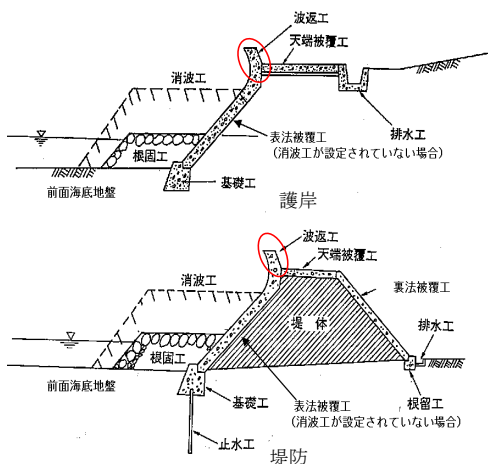 波返工
天端被覆工
消波工
排水工
表法被覆工
(消波工が設定されていない場合)
根固工
基礎工
前面海底地盤
護岸
波返工
天端被覆工
消波工
裏法被覆工
堤 体
排水工
根固工
前面海底地盤
基礎工
表法被覆工
(消波工が設定されていない場合)
根留工
止水工
堤防